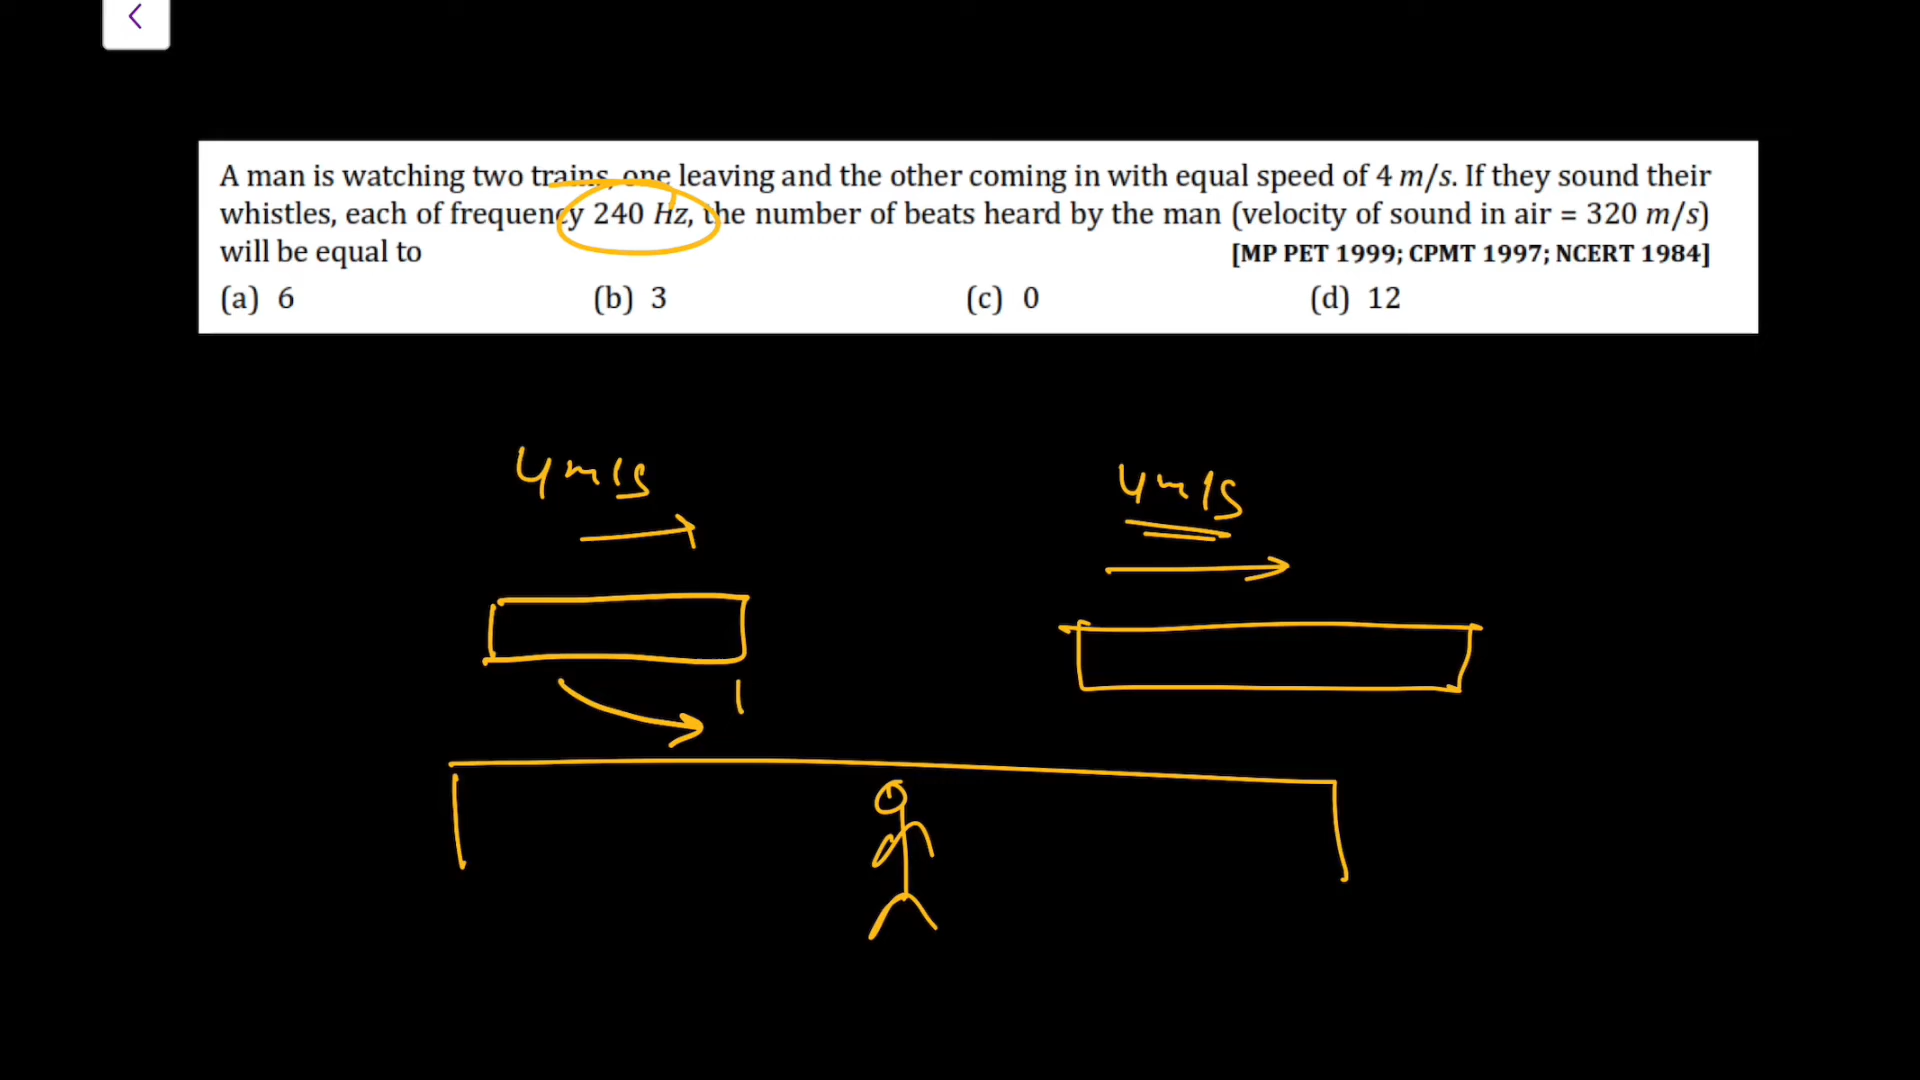 A man is watching two trains, one leaving and the other coming in with equal speed of 4 m/s. If they sound their
whistles, each of frequency 240 Hz, the number of beats heard by the man (velocity of sound in air = 320 m/s)
will be equal to [MP PET 1999; CPMT 1997; NCERT 1984]
(a) 6 (b) 3 (c) 0 (d) 12
4m/s 4m/s